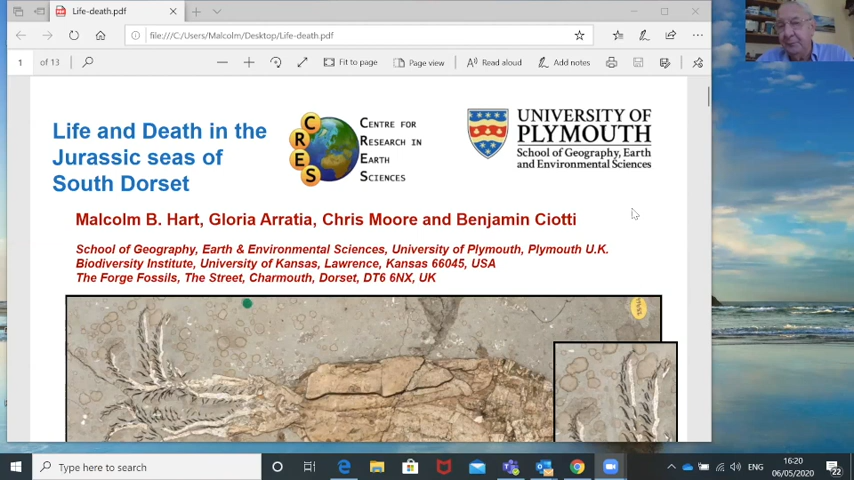 Life-death.pdf
file:///C:/Users/Malcolm/Desktop/Life-death.pdf
1 of 13
Fit to page
Page view
Read aloud
Add notes
Life and Death in the
Jurassic seas of
South Dorset
CRES
CENTRE FOR
RESEARCH IN
EARTH
SCIENCES
UNIVERSITY OF
PLYMOUTH
School of Geography, Earth
and Environmental Sciences
Malcolm B. Hart, Gloria Arratia, Chris Moore and Benjamin Ciotti
School of Geography, Earth & Environmental Sciences, University of Plymouth, Plymouth U.K.
Biodiversity Institute, University of Kansas, Lawrence, Kansas 66045, USA
The Forge Fossils, The Street, Charmouth, Dorset, DT6 6NX, UK
Type here to search
ENG
16:20
06/05/2020
22